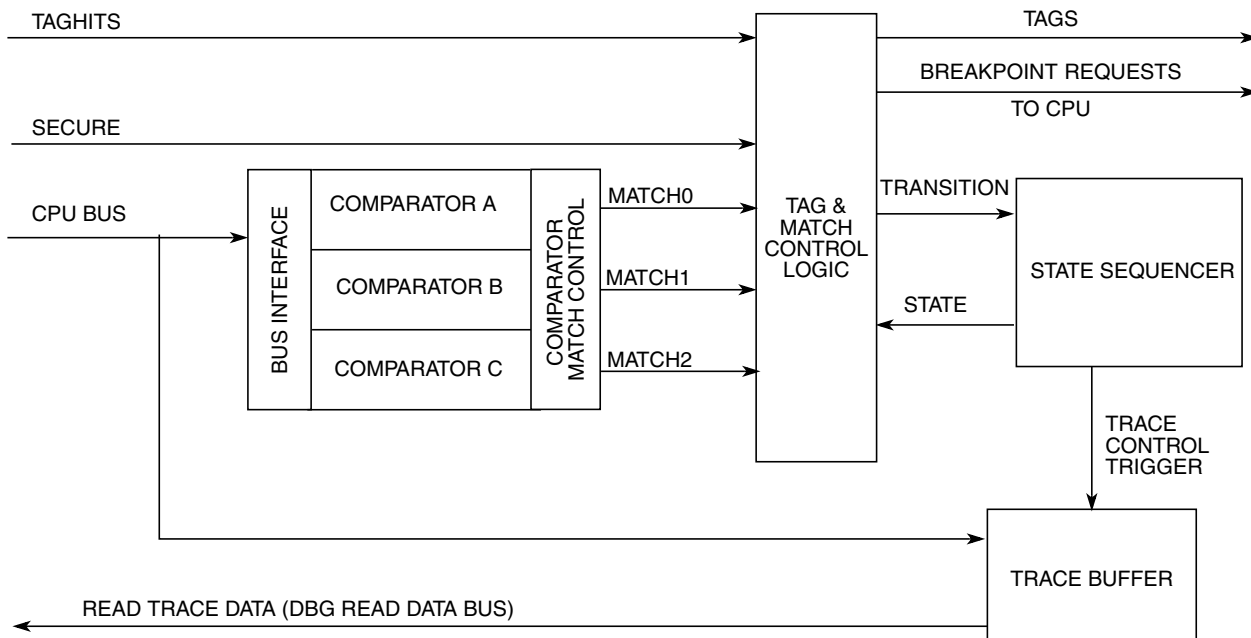 TAGHITS
TAGS
BREAKPOINT REQUESTS
TO CPU
SECURE
CPU BUS
BUS INTERFACE
COMPARATOR A
COMPARATOR B
COMPARATOR C
COMPARATOR
MATCH CONTROL
MATCH0
MATCH1
MATCH2
TAG &
MATCH
CONTROL
LOGIC
TRANSITION
STATE
STATE SEQUENCER
TRACE
CONTROL
TRIGGER
TRACE BUFFER
READ TRACE DATA (DBG READ DATA BUS)